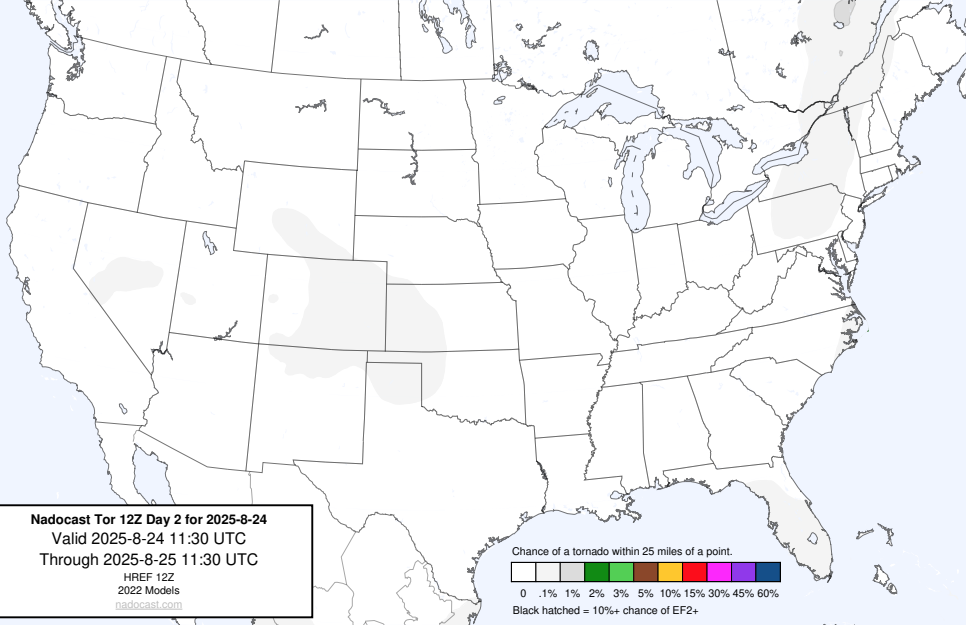 Nadocast Tor 12Z Day 2 for 2025-8-24
Valid 2025-8-24 11:30 UTC
Through 2025-8-25 11:30 UTC
HREF 12Z
2022 Models
nadocast.com
Chance of a tornado within 25 miles of a point.
0 .1% 1% 2% 3% 5% 10% 15% 30% 45% 60%
Black hatched = 10%+ chance of EF2+